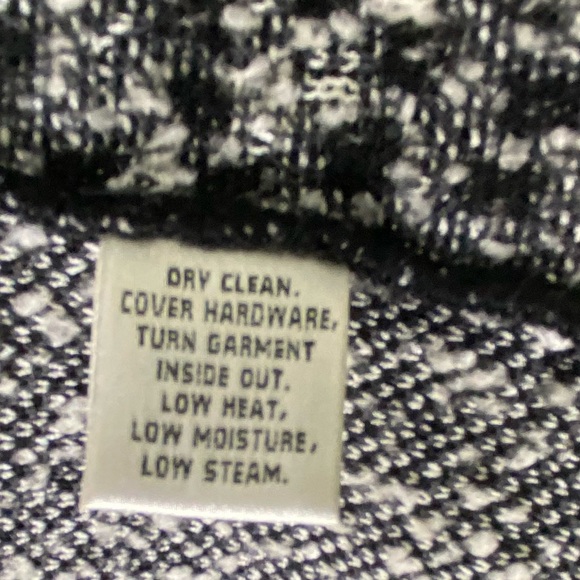 DRY CLEAN.
COVER HARDWARE,
TURN GARMENT
INSIDE OUT.
LOW HEAT,
LOW MOISTURE,
LOW STEAM.